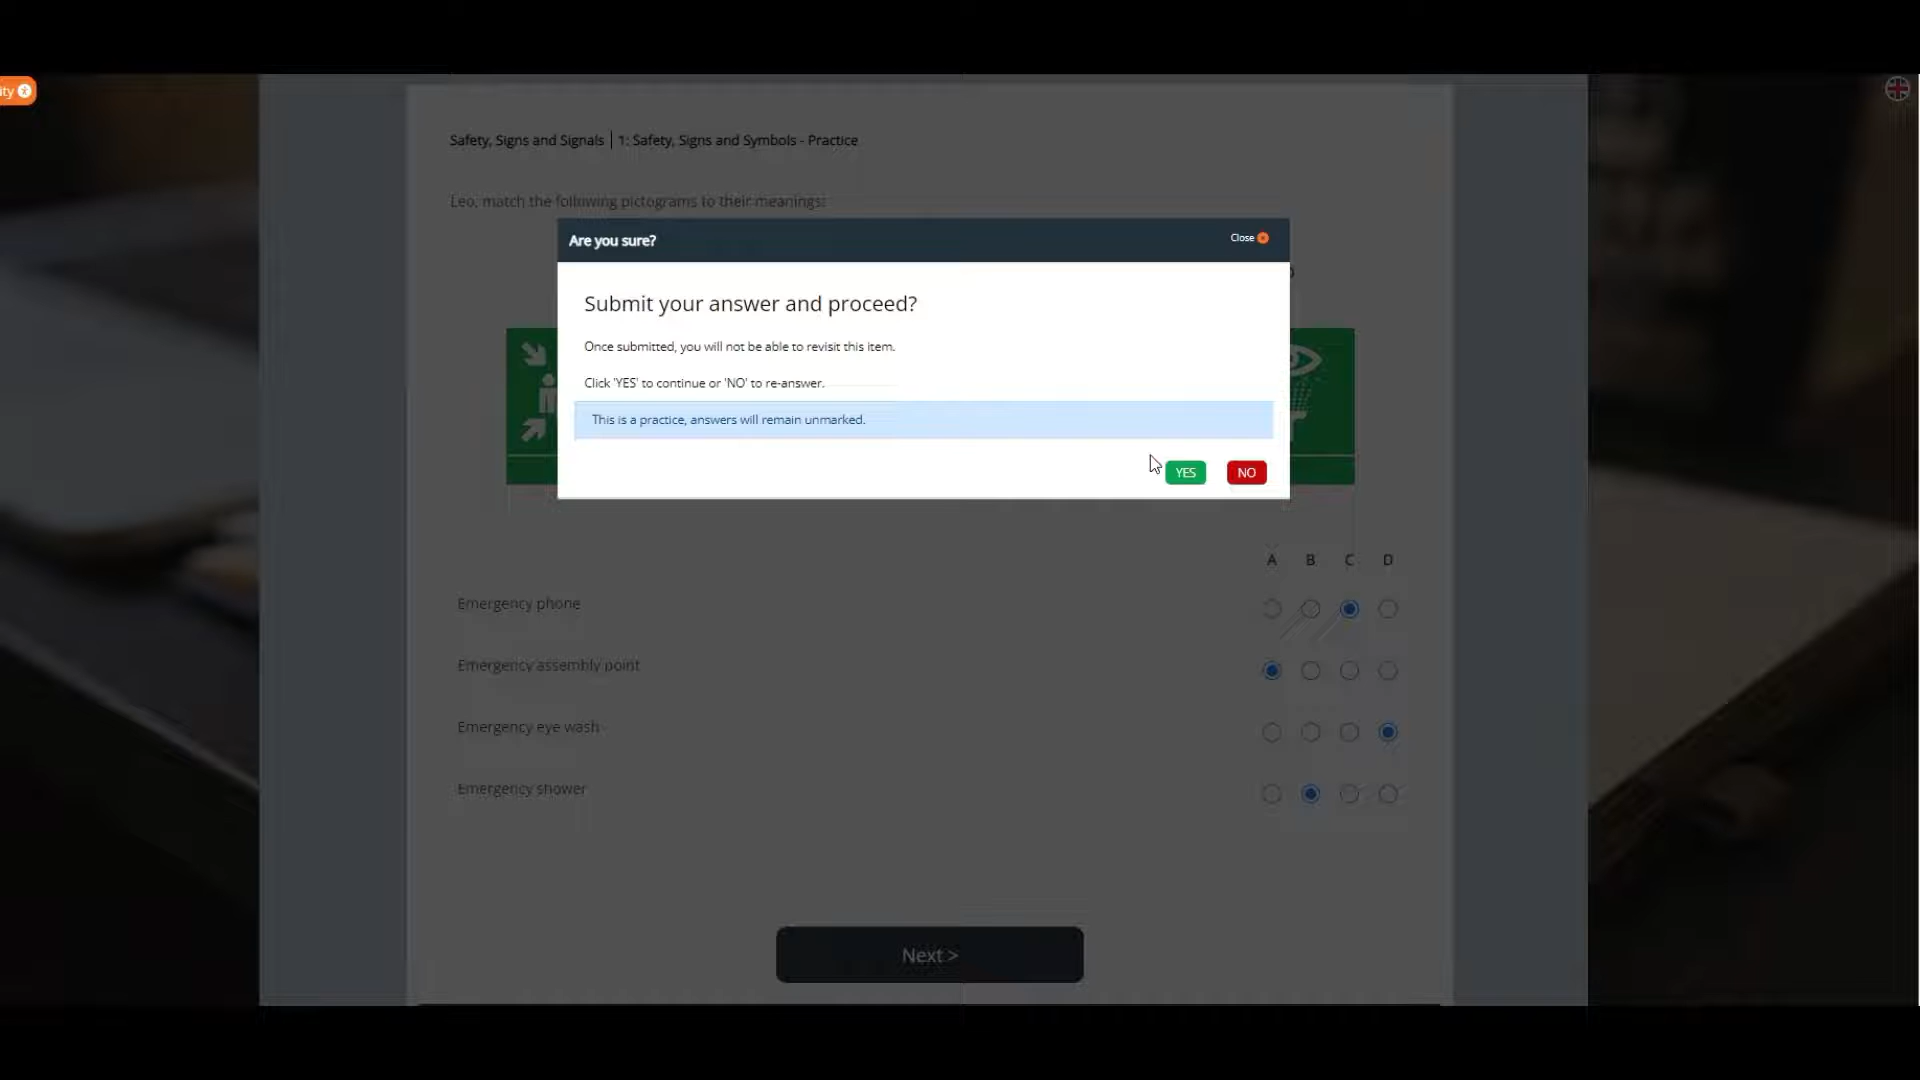 ity
Safety, Signs and Signals | 1: Safety, Signs and Symbols - Practice
Leo, match the following pictograms to their meanings:
Are you sure?
Close
Submit your answer and proceed?
Once submitted, you will not be able to revisit this item.
Click 'YES' to continue or 'NO' to re-answer.
This is a practice, answers will remain unmarked.
YES NO
A B C D
Emergency phone
Emergency assembly point
Emergency eye wash
Emergency shower
Next >